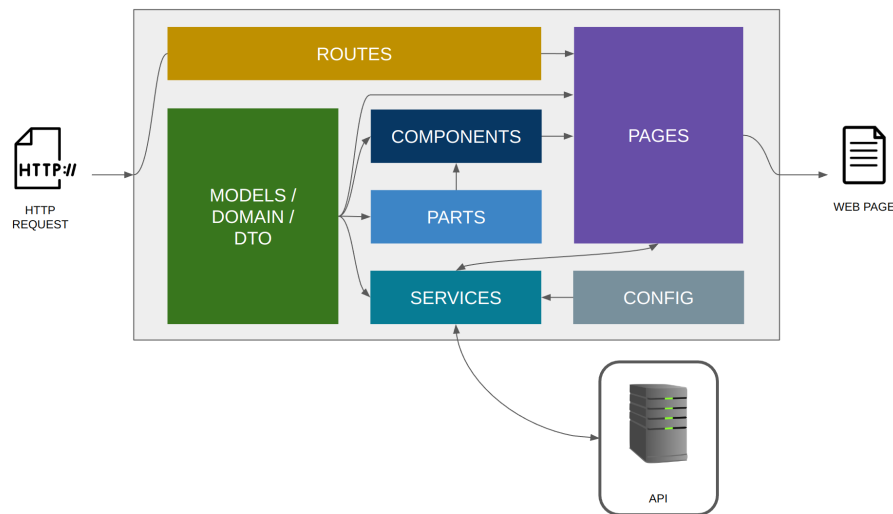 ROUTES
HTTP://
HTTP
REQUEST
MODELS /
DOMAIN /
DTO
COMPONENTS
PARTS
SERVICES
PAGES
CONFIG
WEB PAGE
API